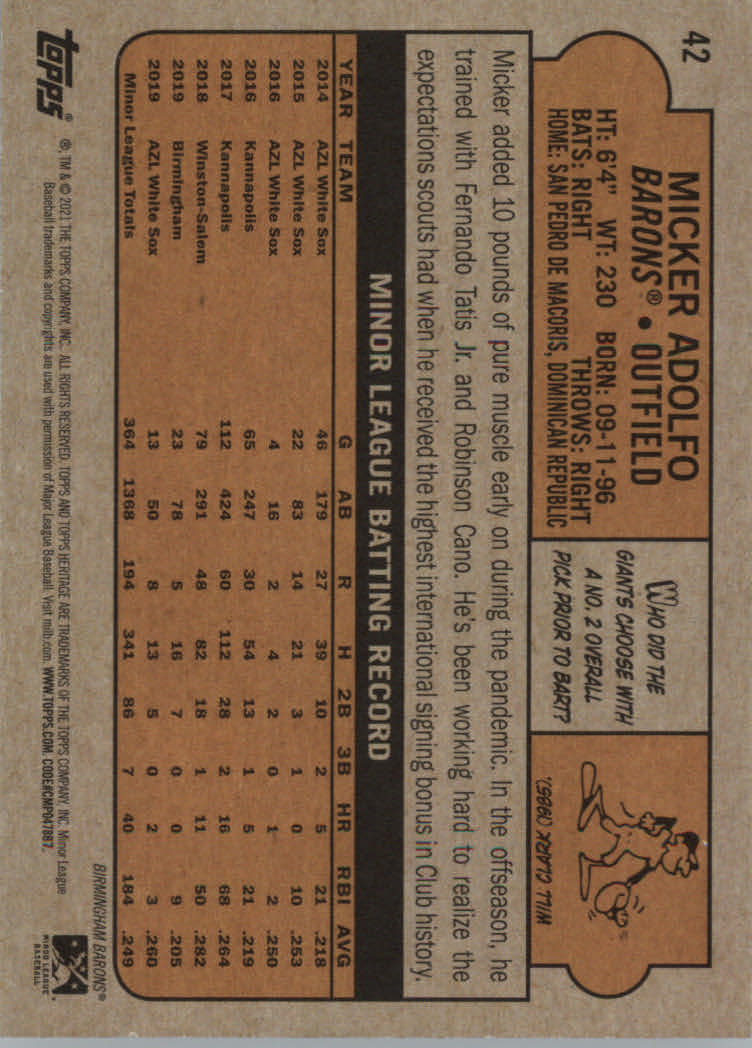 42
MICKER ADOLFO
BARONS® • OUTFIELD
HT: 6'4" WT: 230 BORN: 09-11-96
BATS: RIGHT THROWS: RIGHT
HOME: SAN PEDRO DE MACORIS, DOMINICAN REPUBLIC
WHO DID THE
GIANTS CHOOSE WITH
A NO. 2 OVERALL
PICK PRIOR TO BART?
WILL CLARK (1985).
Micker added 10 pounds of pure muscle early on during the pandemic. In the offseason, he
trained with Fernando Tatis Jr. and Robinson Cano. He's been working hard to realize the
expectations scouts had when he received the highest international signing bonus in Club history.
MINOR LEAGUE BATTING RECORD
YEAR TEAM G AB R H 2B 3B HR RBI AVG
2014 AZL White Sox 46 179 27 39 10 2 5 21 .218
2015 AZL White Sox 22 83 14 21 3 1 0 10 .253
2016 AZL White Sox 4 16 2 4 2 0 1 2 .250
2016 Kannapolis 65 247 30 54 13 1 5 21 .219
2017 Kannapolis 112 424 60 112 28 2 16 68 .264
2018 Winston-Salem 79 291 48 82 18 1 11 50 .282
2019 Birmingham 23 78 5 16 7 0 0 9 .205
2019 AZL White Sox 13 50 8 13 5 0 2 3 .260
Minor League Totals 364 1368 194 341 86 7 40 184 .249
BIRMINGHAM BARONS®
topps®
®, TM & © 2021 THE TOPPS COMPANY, INC. ALL RIGHTS RESERVED. TOPPS AND TOPPS HERITAGE ARE TRADEMARKS OF THE TOPPS COMPANY, INC. Minor League
Baseball trademarks and copyrights are used with permission of Major League Baseball. Visit milb.com. WWW.TOPPS.COM. CODE#CMP047887.
MINOR LEAGUE
BASEBALL